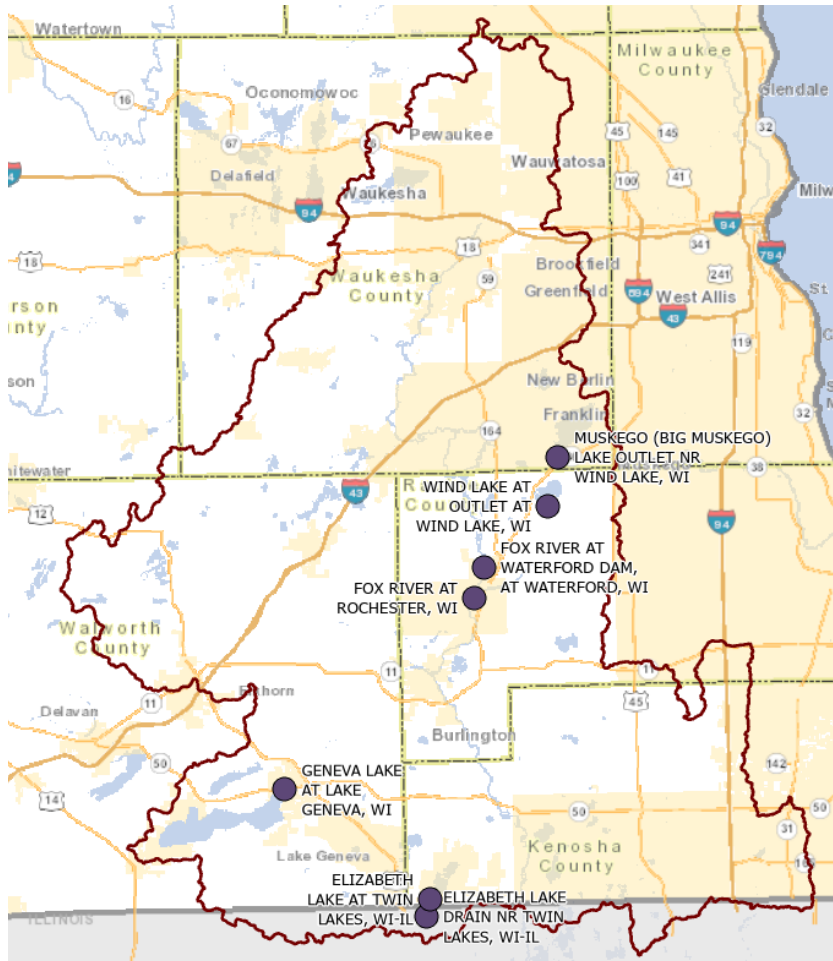 Watertown
Milwaukee
County
Glendale
Oconomowoc
16
Pewaukee
32
45
145
67
Wauwatosa
Delafield
41
100
Waukesha
94
94
18
341
18
794
Waukesha
County
59
Brookfield
241
Greenfield
894
West Allis
43
119
New Berlin
Franklin
32
164
MUSKEGO (BIG MUSKEGO)
LAKE OUTLET NR
WIND LAKE, WI
38
43
WIND LAKE AT
OUTLET AT
WIND LAKE, WI
12
94
FOX RIVER AT
WATERFORD DAM,
AT WATERFORD, WI
FOX RIVER AT
ROCHESTER, WI
Walworth
County
11
11
11
Elkhorn
45
Delavan
Burlington
50
142
GENEVA LAKE
AT LAKE
GENEVA, WI
14
50
50
31
Kenosha
County
Lake Geneva
ELIZABETH
LAKE AT TWIN
LAKES, WI-IL
ELIZABETH LAKE
DRAIN NR TWIN
LAKES, WI-IL
ILLINOIS